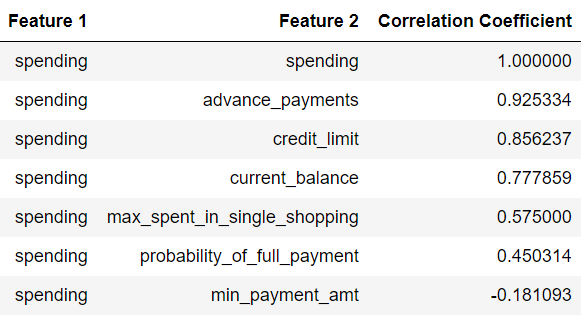 Feature 1 Feature 2 Correlation Coefficient
spending spending 1.000000
spending advance_payments 0.925334
spending credit_limit 0.856237
spending current_balance 0.777859
spending max_spent_in_single_shopping 0.575000
spending probability_of_full_payment 0.450314
spending min_payment_amt -0.181093